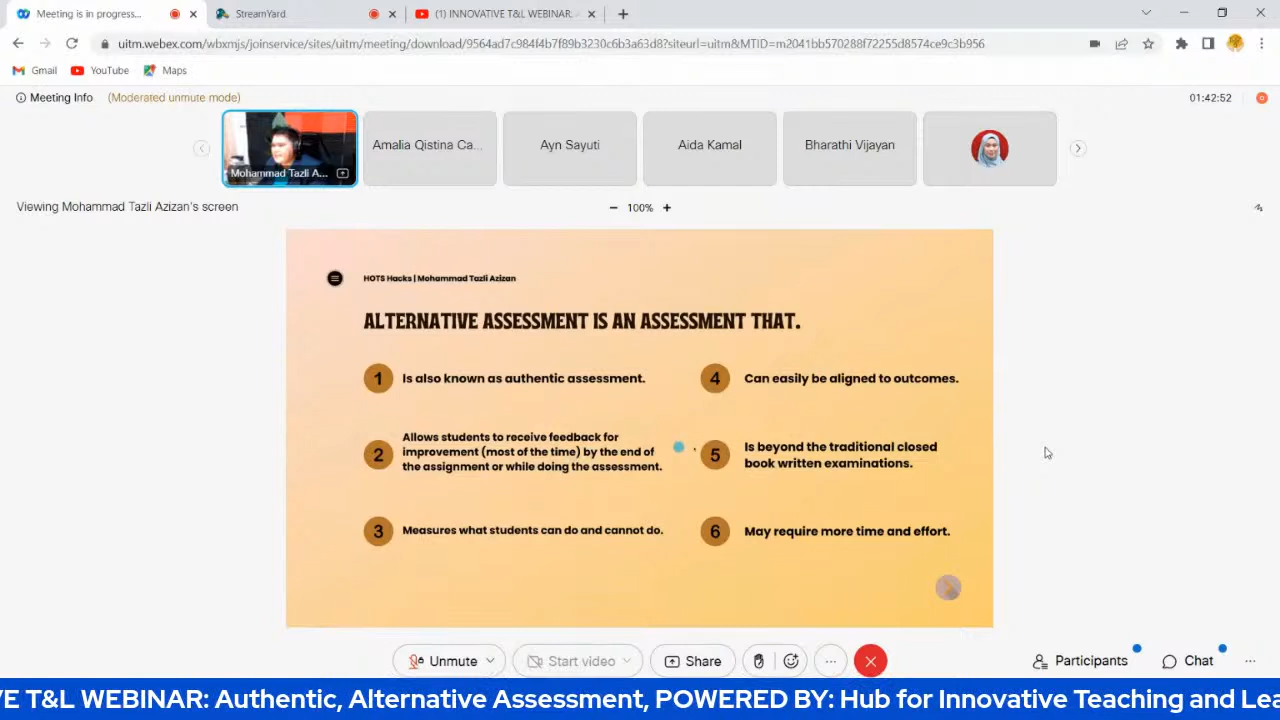 Meeting is in progress...
StreamYard
(1) INNOVATIVE T&L WEBINAR:
uitm.webex.com/wbxmjs/joinservice/sites/uitm/meeting/download/9564ad7c984f4b7f89b3230c6b3a63d8?siteurl=uitm&MTID=m2041bb570288f72255d8574ce9c3b956
Gmail
YouTube
Maps
Meeting Info
(Moderated unmute mode)
01:42:52
Mohammad Tazli A...
Amalia Qistina Ca...
Ayn Sayuti
Aida Kamal
Bharathi Vijayan
Viewing Mohammad Tazli Azizan's screen
100%
HOTS Hacks | Mohammad Tazli Azizan
ALTERNATIVE ASSESSMENT IS AN ASSESSMENT THAT.
1 Is also known as authentic assessment.
2 Allows students to receive feedback for
improvement (most of the time) by the end of
the assignment or while doing the assessment.
3 Measures what students can do and cannot do.
4 Can easily be aligned to outcomes.
5 Is beyond the traditional closed
book written examinations.
6 May require more time and effort.
Unmute
Start video
Share
Participants
Chat
VE T&L WEBINAR: Authentic, Alternative Assessment, POWERED BY: Hub for Innovative Teaching and Lea